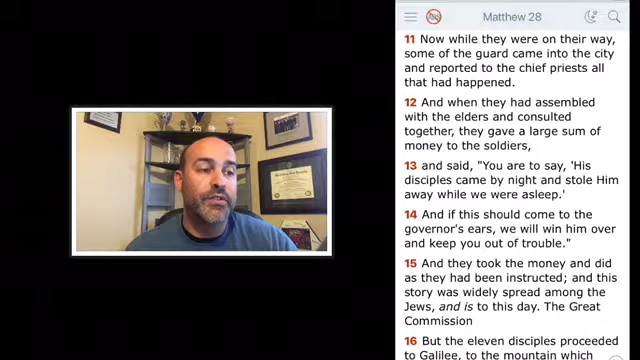 Matthew 28
11 Now while they were on their way,
some of the guard came into the city
and reported to the chief priests all
that had happened.
12 And when they had assembled
with the elders and consulted
together, they gave a large sum of
money to the soldiers,
13 and said, "You are to say, 'His
disciples came by night and stole Him
away while we were asleep.'
14 And if this should come to the
governor's ears, we will win him over
and keep you out of trouble."
15 And they took the money and did
as they had been instructed; and this
story was widely spread among the
Jews, and is to this day. The Great
Commission
16 But the eleven disciples proceeded
to Galilee, to the mountain which